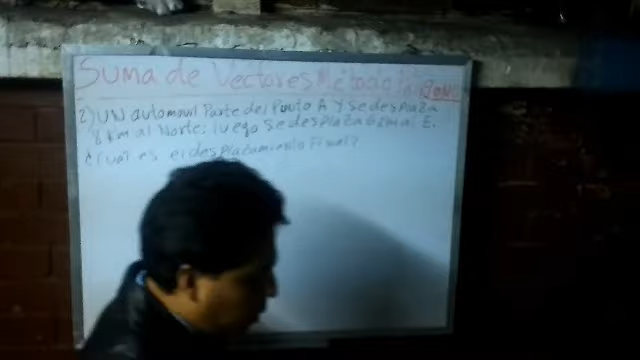 Suma de Vectores Método Polígono
2) UN automovil Parte del Punto A y se desplaza
8 Km al Norte; luego se desplaza 6 Km al E.
¿Cual es el desplazamiento Final?